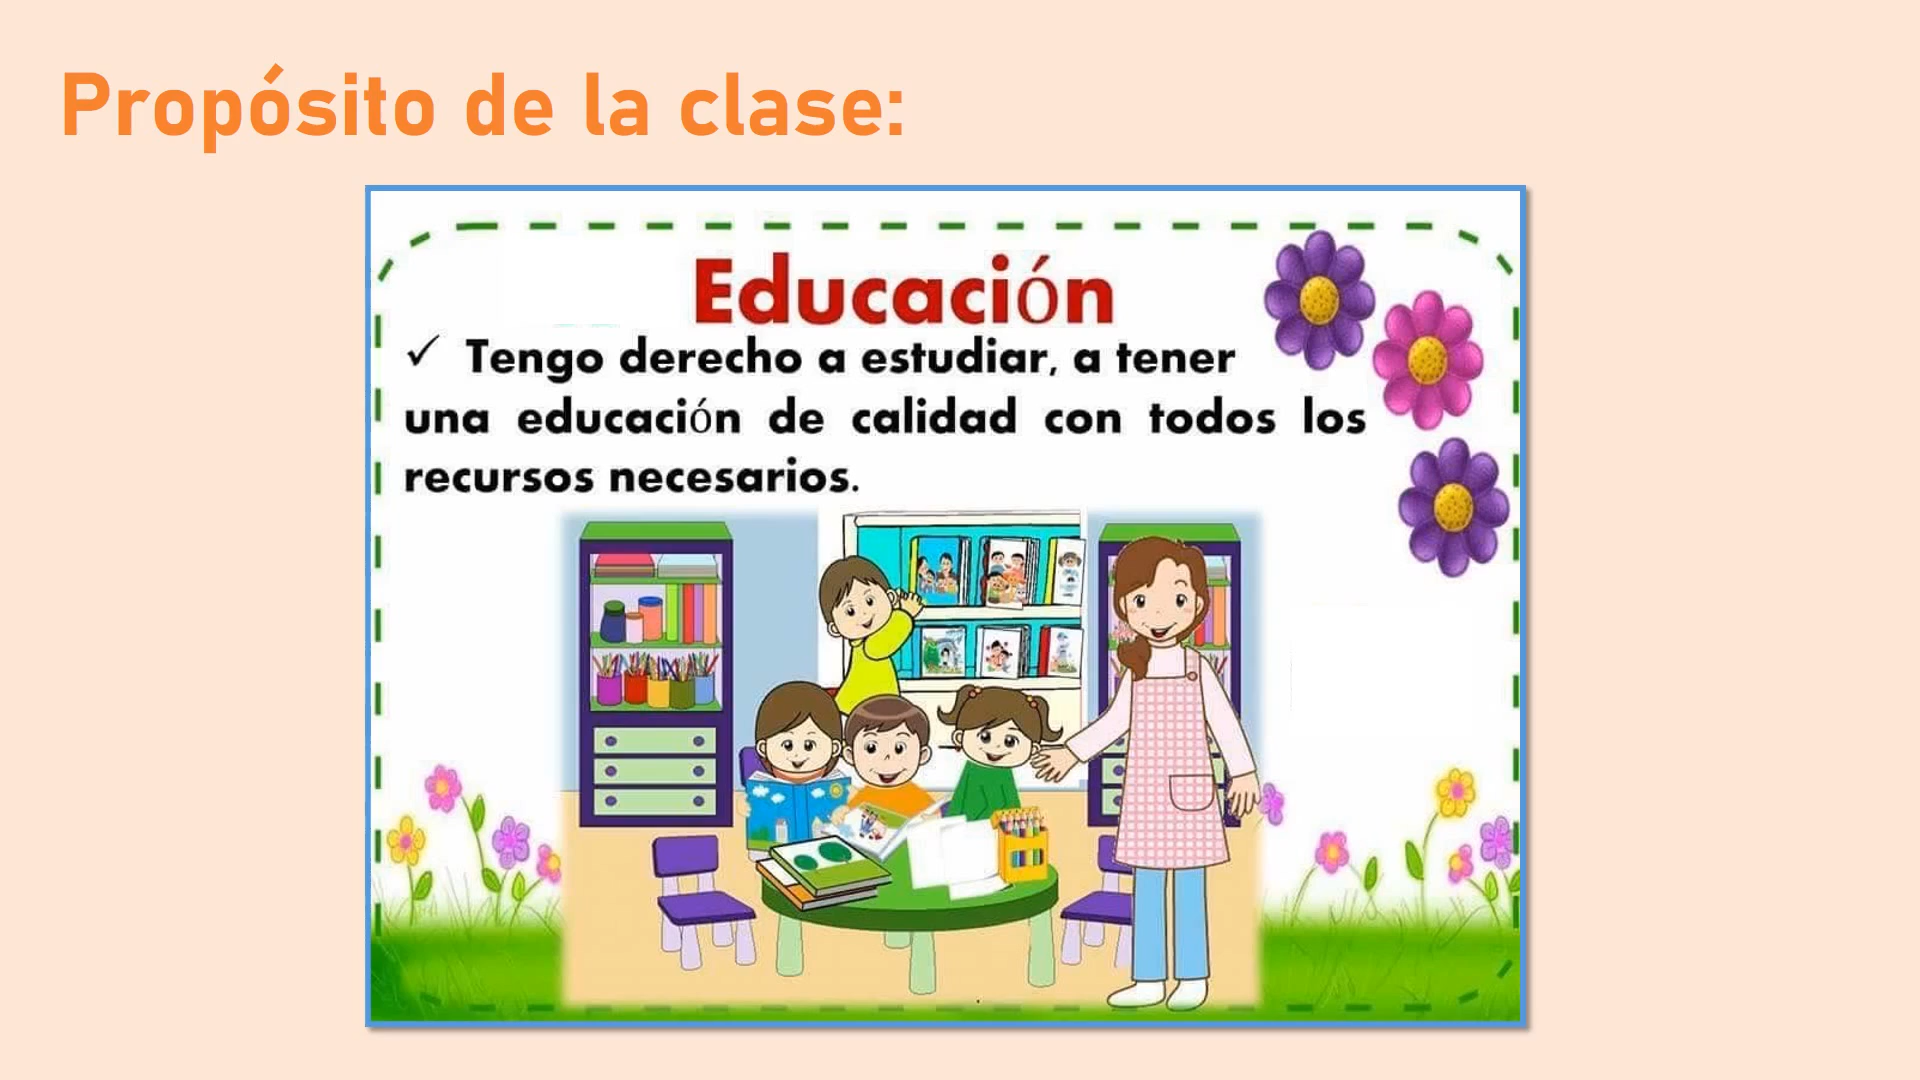 Propósito de la clase:
Educación
✓ Tengo derecho a estudiar, a tener
una educación de calidad con todos los
recursos necesarios.